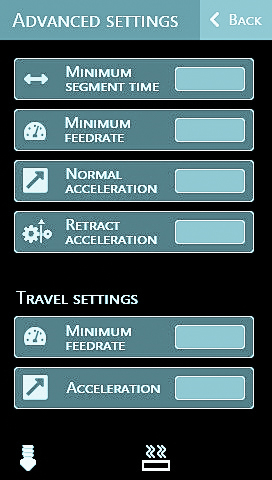 Advanced settings
Back
Minimum
segment time
Minimum
feedrate
Normal
acceleration
Retract
acceleration
Travel settings
Minimum
feedrate
Acceleration